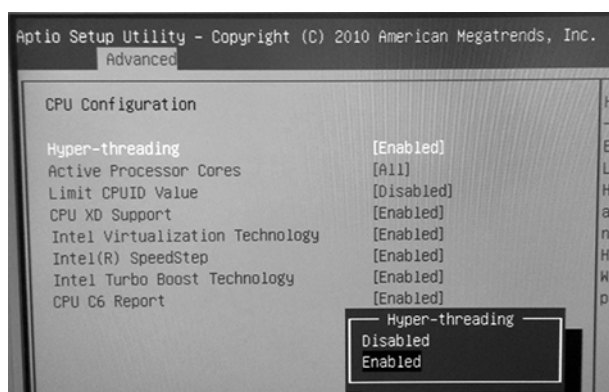 Aptio Setup Utility - Copyright (C) 2010 American Megatrends, Inc.
Advanced
CPU Configuration
Hyper-threading [Enabled]
Active Processor Cores [All]
Limit CPUID Value [Disabled]
CPU XD Support [Enabled]
Intel Virtualization Technology [Enabled]
Intel(R) SpeedStep [Enabled]
Intel Turbo Boost Technology [Enabled]
CPU C6 Report [Enabled]
Hyper-threading
Disabled
Enabled